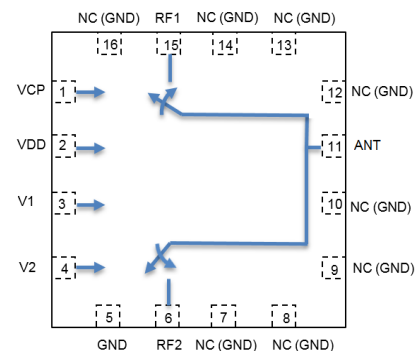 NC (GND) RF1 NC (GND) NC (GND)
16 15 14 13
VCP 1 12 NC (GND)
VDD 2 11 ANT
V1 3 10 NC (GND)
V2 4 9 NC (GND)
5 6 7 8
GND RF2 NC (GND) NC (GND)